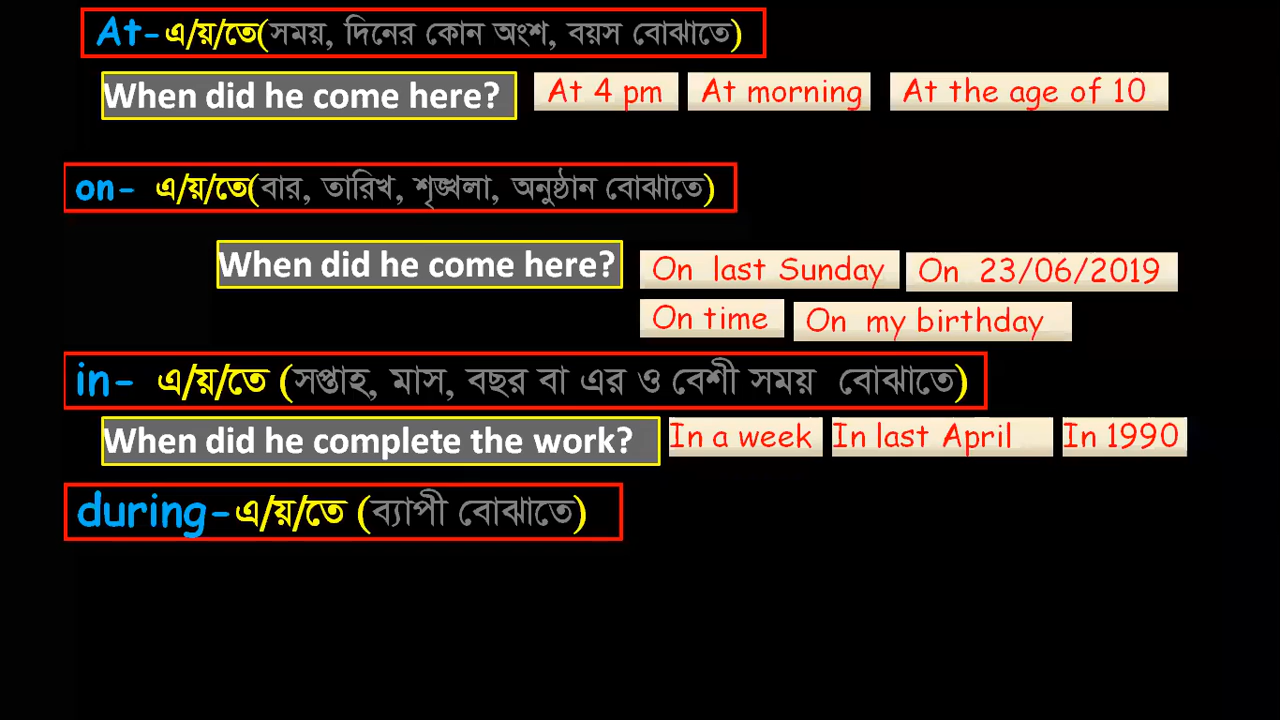 At- এ/য়/তে(সময়, দিনের কোন অংশ, বয়স বোঝাতে)
When did he come here? At 4 pm At morning At the age of 10
on- এ/য়/তে(বার, তারিখ, শৃঙ্খলা, অনুষ্ঠান বোঝাতে)
When did he come here? On last Sunday On 23/06/2019
On time On my birthday
in- এ/য়/তে (সপ্তাহ, মাস, বছর বা এর ও বেশী সময় বোঝাতে)
When did he complete the work? In a week In last April In 1990
during-এ/য়/তে (ব্যাপী বোঝাতে)